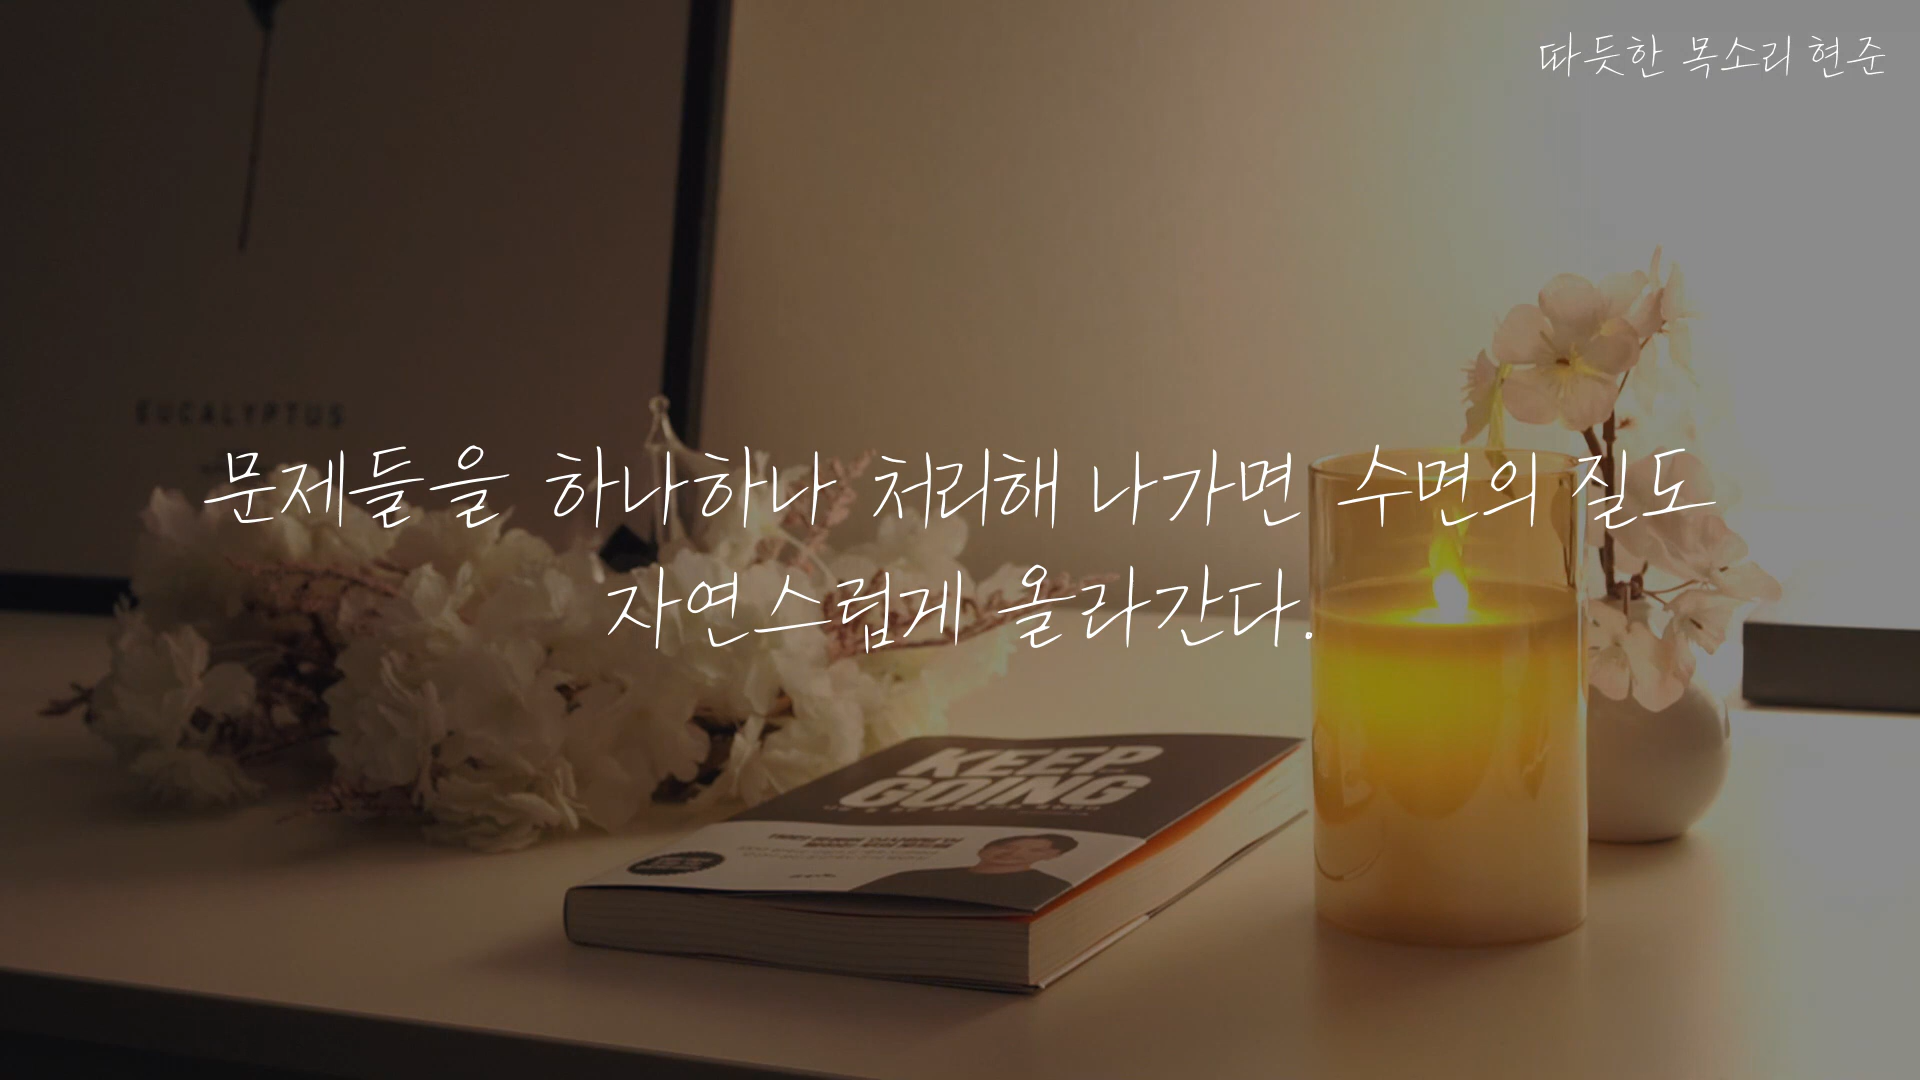 따듯한 목소리 현준
EUCALYPTUS
문제들을 하나하나 처리해 나가면 수면의 질도
자연스럽게 올라간다.
KEEP
GOING